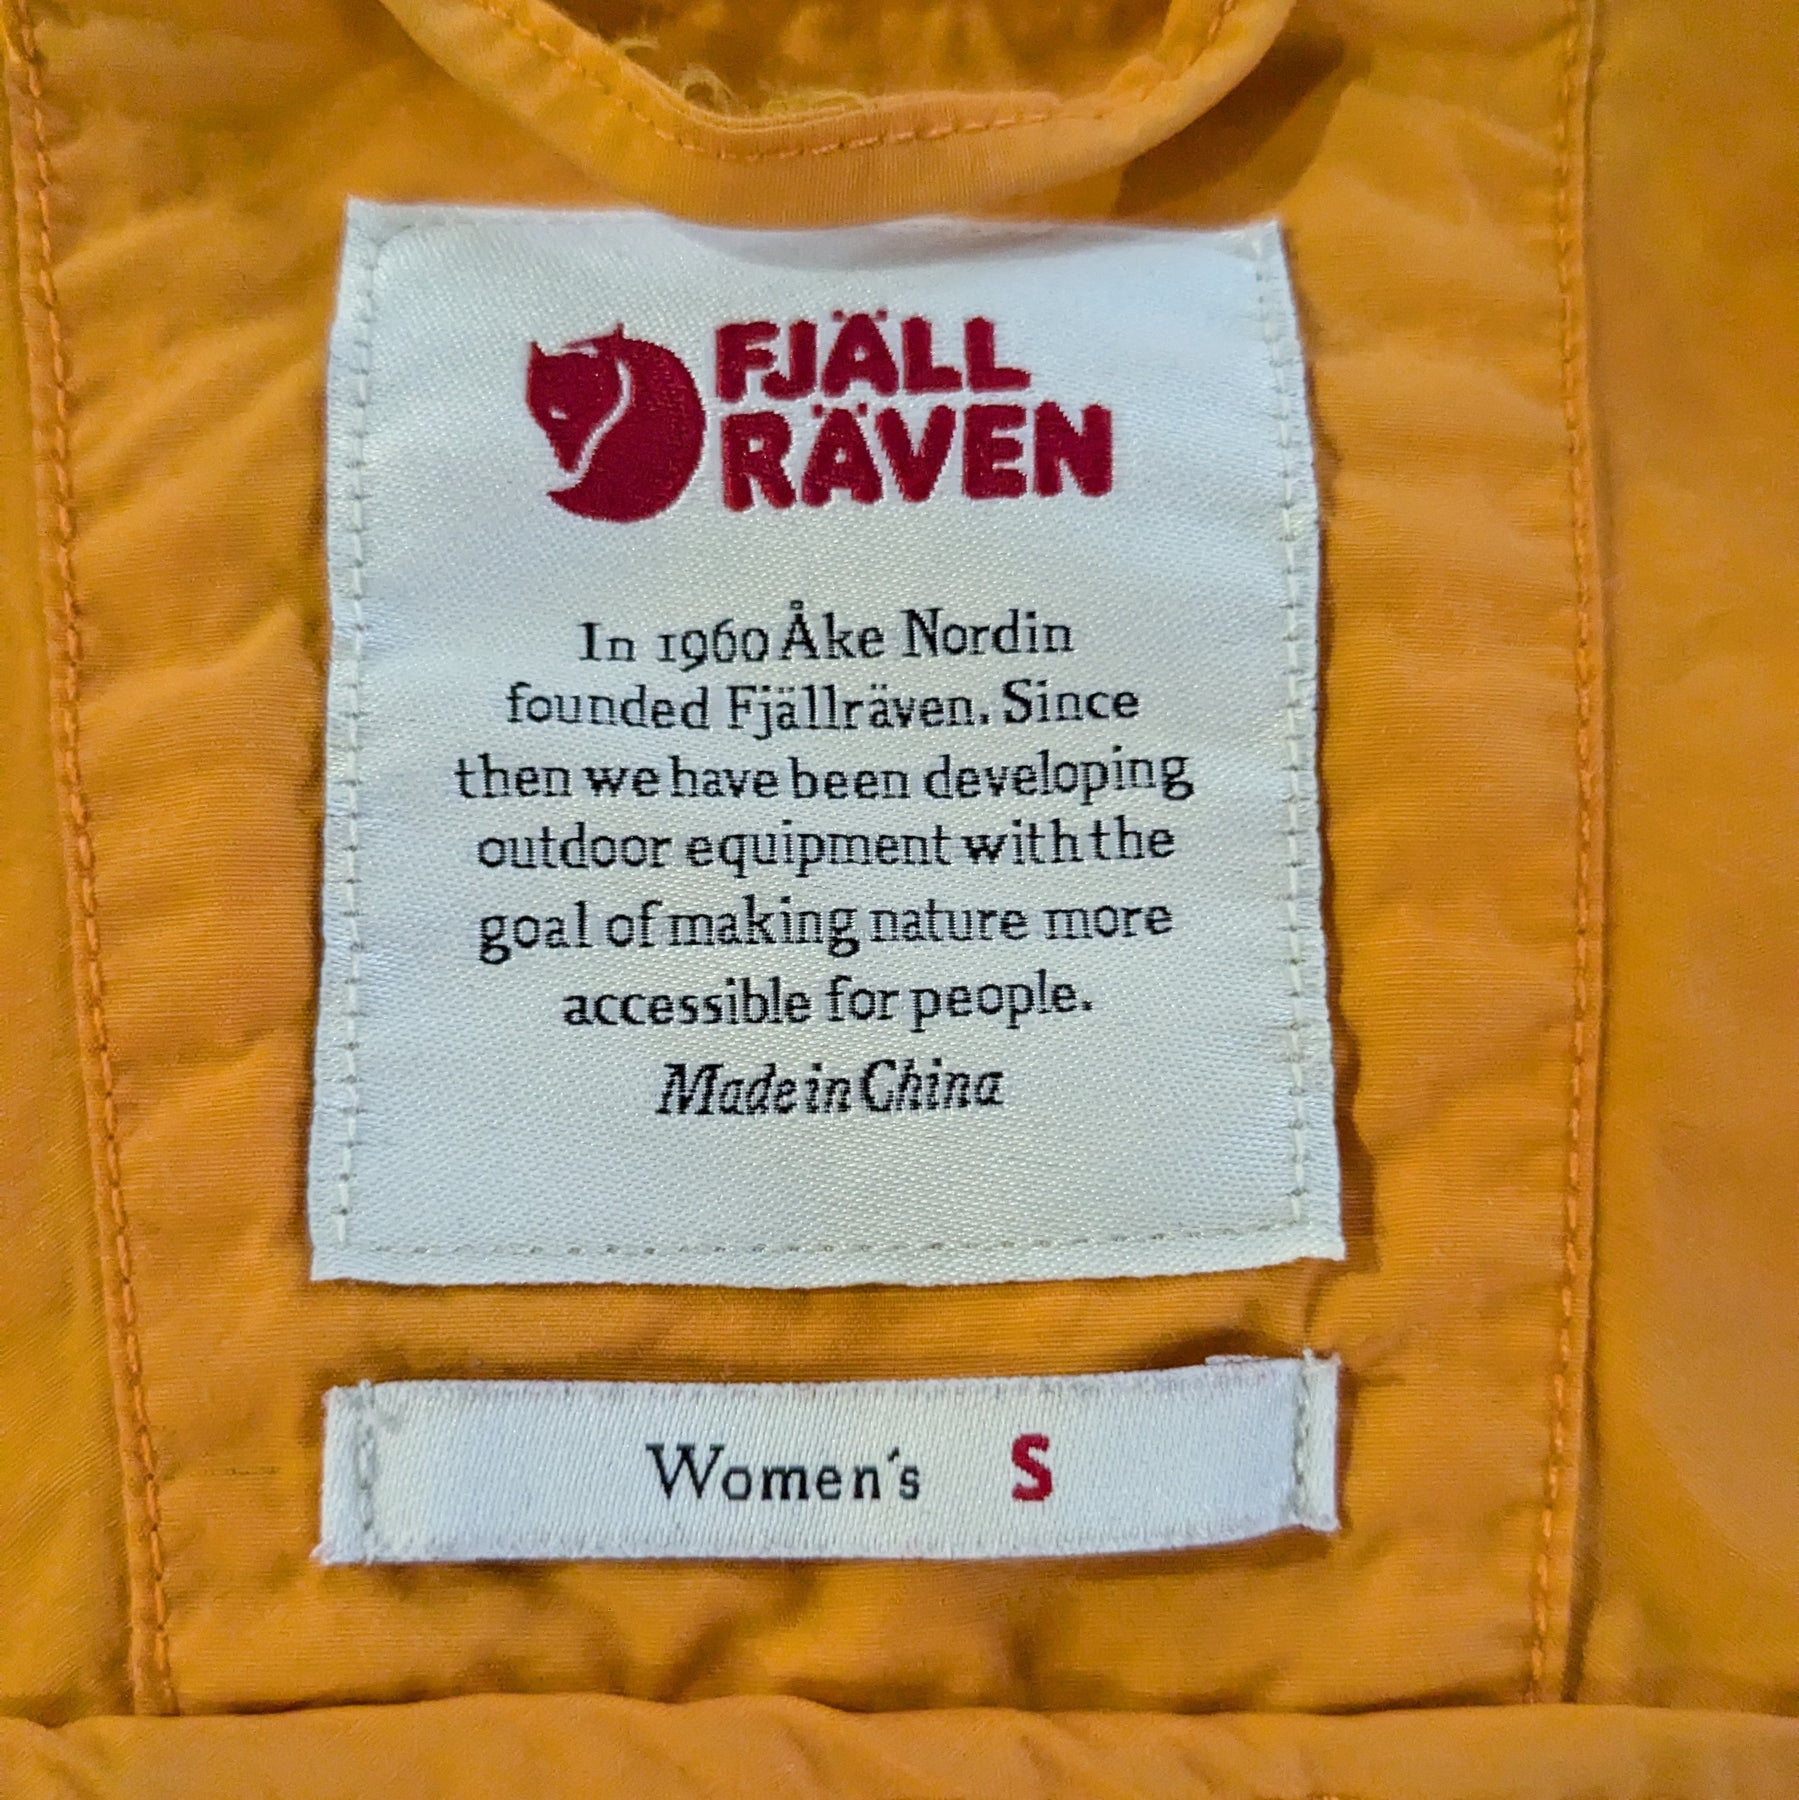 FJÄLL
RÄVEN
In 1960 Åke Nordin
founded Fjällräven. Since
then we have been developing
outdoor equipment with the
goal of making nature more
accessible for people.
Made in China
Women's S